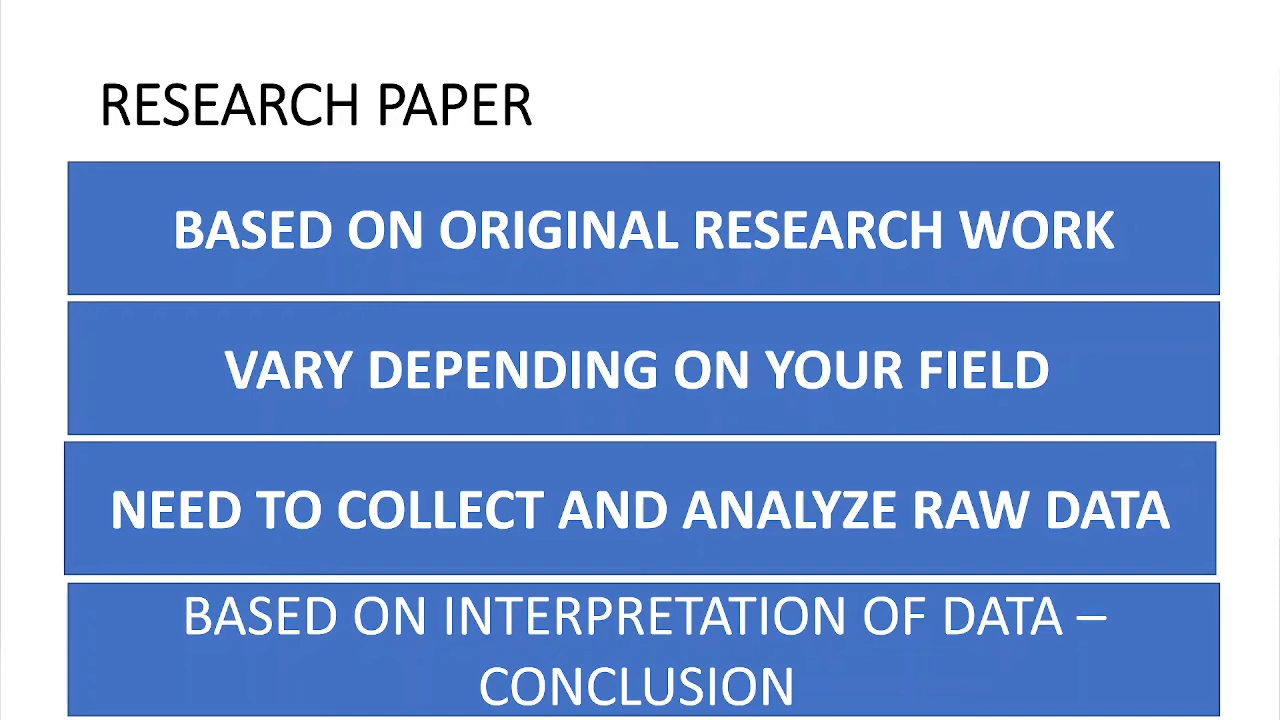 RESEARCH PAPER
BASED ON ORIGINAL RESEARCH WORK
VARY DEPENDING ON YOUR FIELD
NEED TO COLLECT AND ANALYZE RAW DATA
BASED ON INTERPRETATION OF DATA –
CONCLUSION